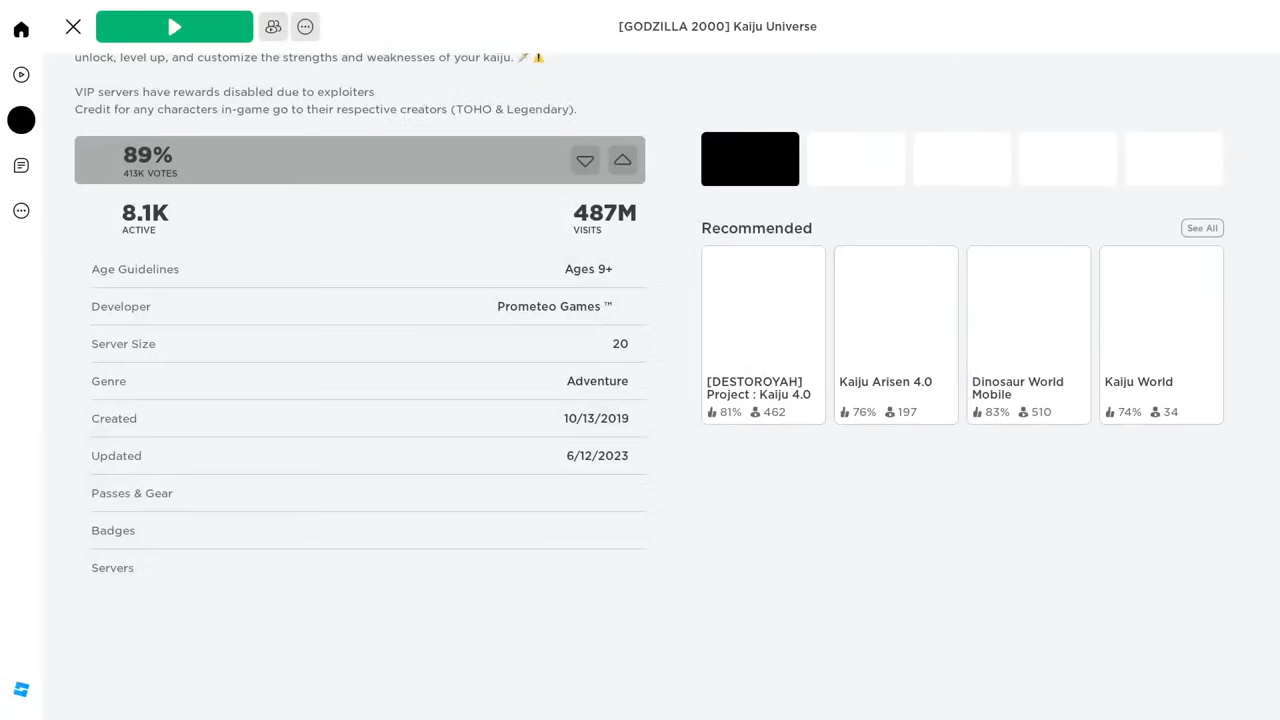 [GODZILLA 2000] Kaiju Universe
unlock, level up, and customize the strengths and weaknesses of your kaiju. 🗡️⚠️
VIP servers have rewards disabled due to exploiters
Credit for any characters in-game go to their respective creators (TOHO & Legendary).
89%
413K VOTES
8.1K
ACTIVE
487M
VISITS
Age Guidelines
Ages 9+
Developer
Prometeo Games ™
Server Size
20
Genre
Adventure
Created
10/13/2019
Updated
6/12/2023
Passes & Gear
Badges
Servers
Recommended
See All
[DESTOROYAH]
Project : Kaiju 4.0
81% 462
Kaiju Arisen 4.0
76% 197
Dinosaur World
Mobile
83% 510
Kaiju World
74% 34